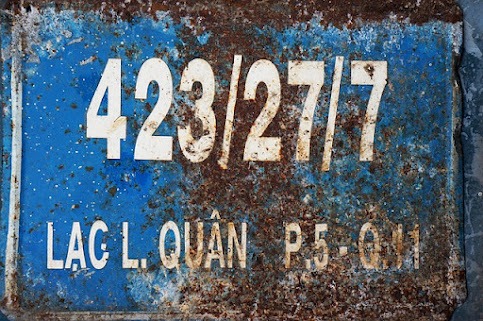 423/27/7
LẠC L. QUÂN P.5 - Q.11